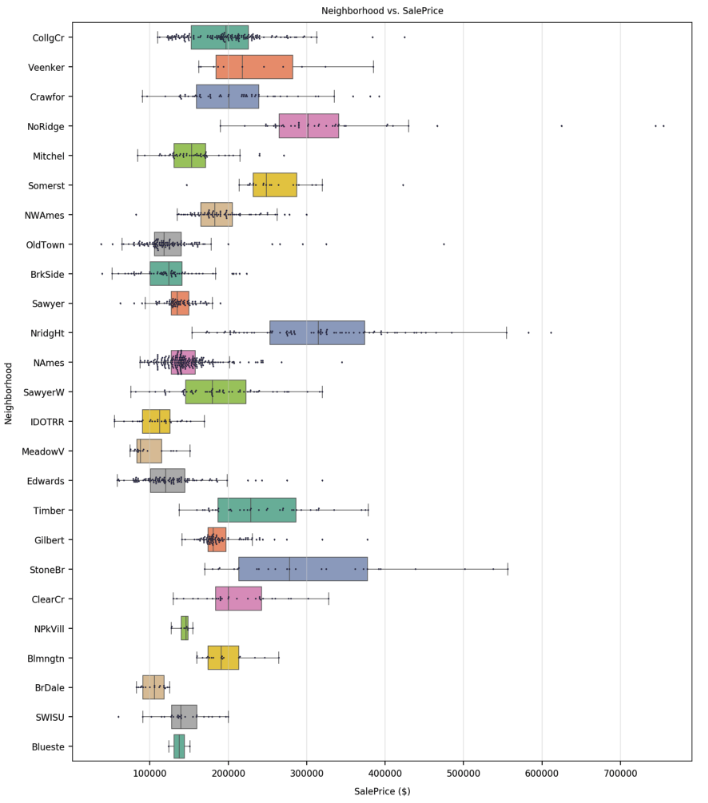 Neighborhood vs. SalePrice
CollgCr
Veenker
Crawfor
NoRidge
Mitchel
Somerst
NWAmes
OldTown
BrkSide
Sawyer
NridgHt
NAmes
SawyerW
IDOTRR
MeadowV
Edwards
Timber
Gilbert
StoneBr
ClearCr
NPkVill
Blmngtn
BrDale
SWISU
Blueste
Neighborhood
100000 200000 300000 400000 500000 600000 700000
SalePrice ($)